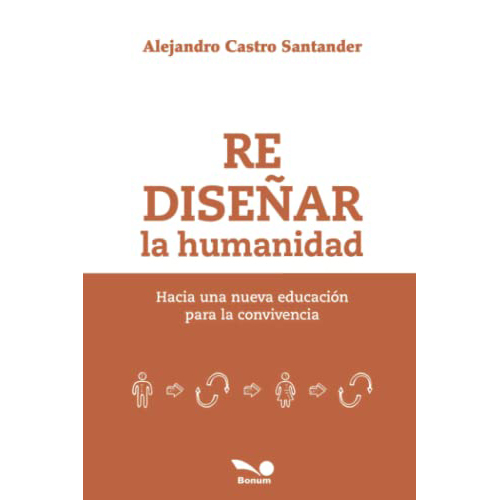 Alejandro Castro Santander
RE
DISEÑAR
la humanidad
Hacia una nueva educación
para la convivencia
Bonum